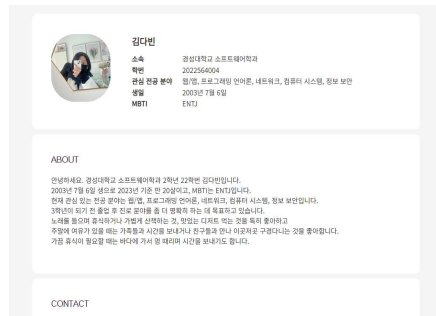 김다빈
소속 경성대학교 소프트웨어학과
학번 2022564004
관심 전공 분야 웹/앱, 프로그래밍 언어론, 네트워크, 컴퓨터 시스템, 정보 보안
생일 2003년 7월 6일
MBTI ENTJ
ABOUT
안녕하세요. 경성대학교 소프트웨어학과 2학년 22학번 김다빈입니다.
2003년 7월 6일 생으로 2023년 기준 만 20살이고, MBTI는 ENTJ입니다.
현재 관심 있는 전공 분야는 웹/앱, 프로그래밍 언어론, 네트워크, 컴퓨터 시스템, 정보 보안입니다.
3학년이 되기 전 졸업 후 진로 분야를 좀 더 명확히 하는 데 목표하고 있습니다.
노래를 들으며 휴식하거나 가볍게 산책하는 것, 맛있는 디저트 먹는 것을 특히 좋아하고
주말에 여유가 있을 때는 가족들과 시간을 보내거나 친구들과 만나 이곳저곳 구경다니는 것을 좋아합니다.
가끔 휴식이 필요할 때는 바다에 가서 멍 때리며 시간을 보내기도 합니다.
CONTACT